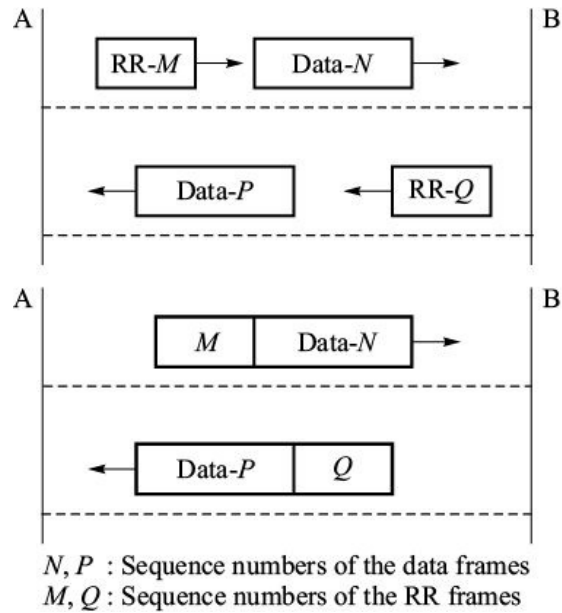 A B
RR-M Data-N
Data-P RR-Q
A B
M Data-N
Data-P Q
N, P : Sequence numbers of the data frames
M, Q : Sequence numbers of the RR frames